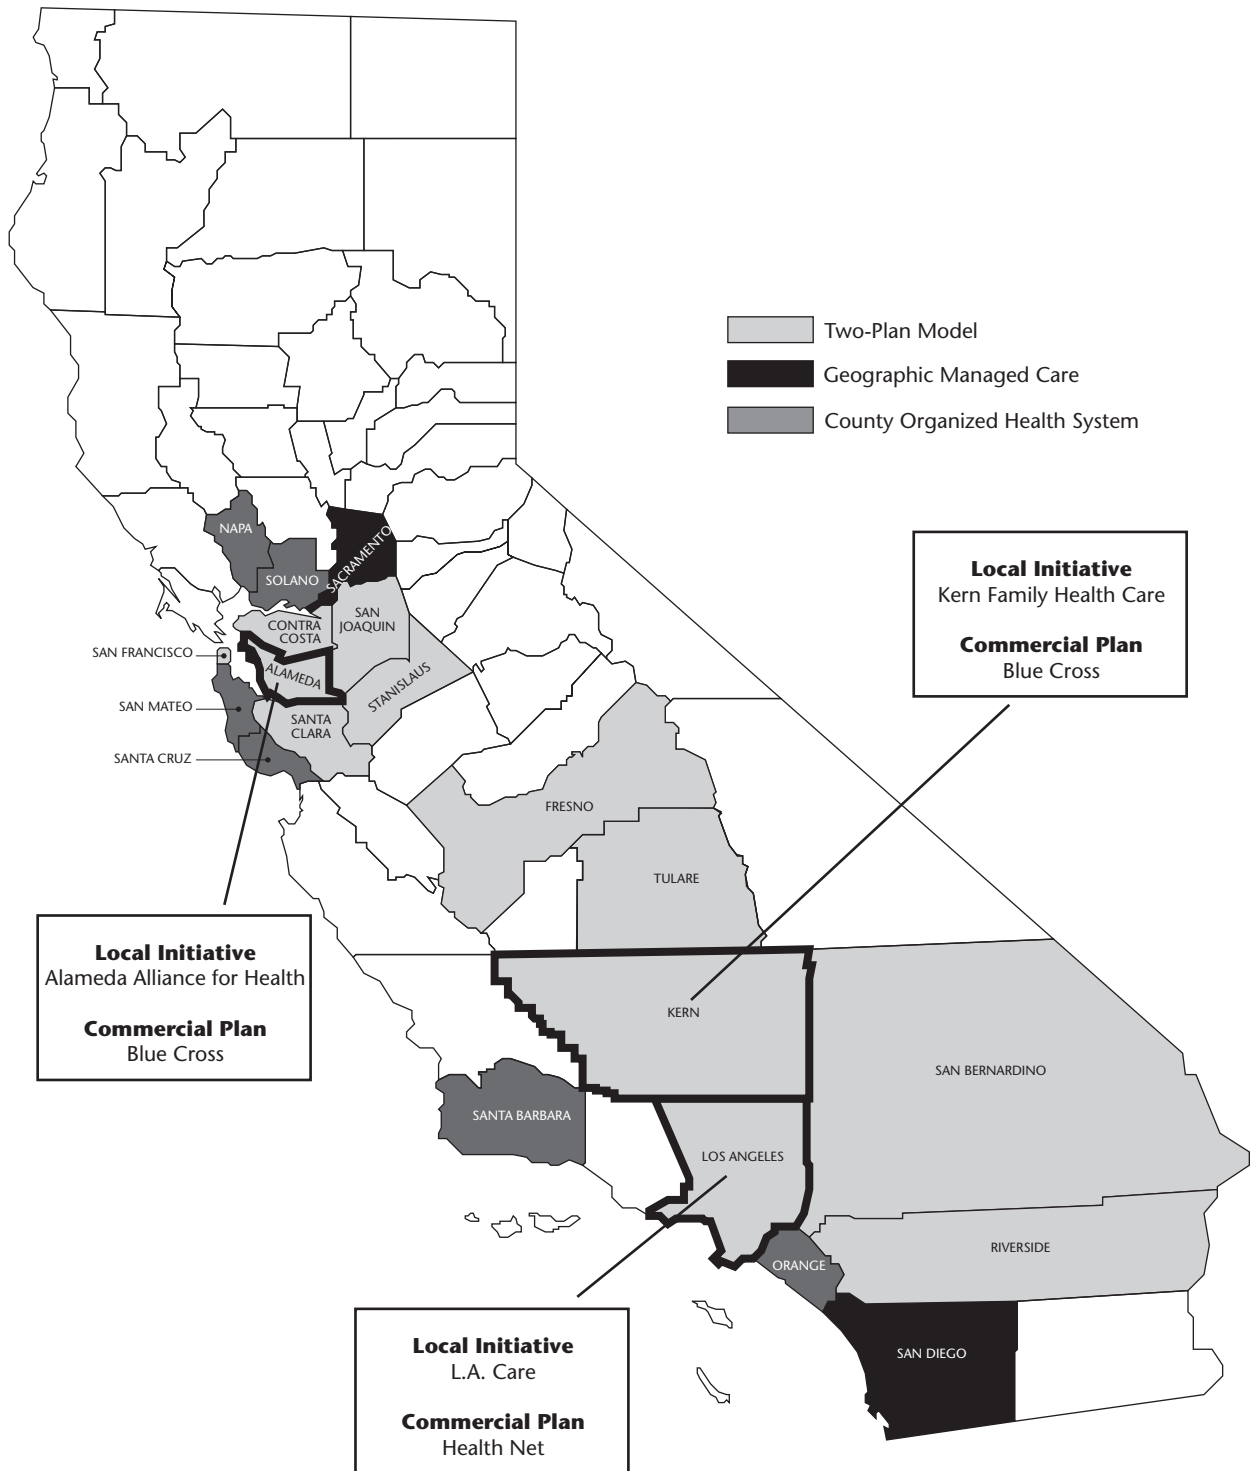 Two-Plan Model
Geographic Managed Care
County Organized Health System
NAPA
SOLANO
SACRAMENTO
CONTRA
COSTA
SAN
JOAQUIN
SAN FRANCISCO
ALAMEDA
STANISLAUS
SAN MATEO
SANTA
CLARA
SANTA CRUZ
Local Initiative
Kern Family Health Care
Commercial Plan
Blue Cross
FRESNO
TULARE
Local Initiative
Alameda Alliance for Health
Commercial Plan
Blue Cross
KERN
SAN BERNARDINO
SANTA BARBARA
LOS ANGELES
RIVERSIDE
ORANGE
SAN DIEGO
Local Initiative
L.A. Care
Commercial Plan
Health Net